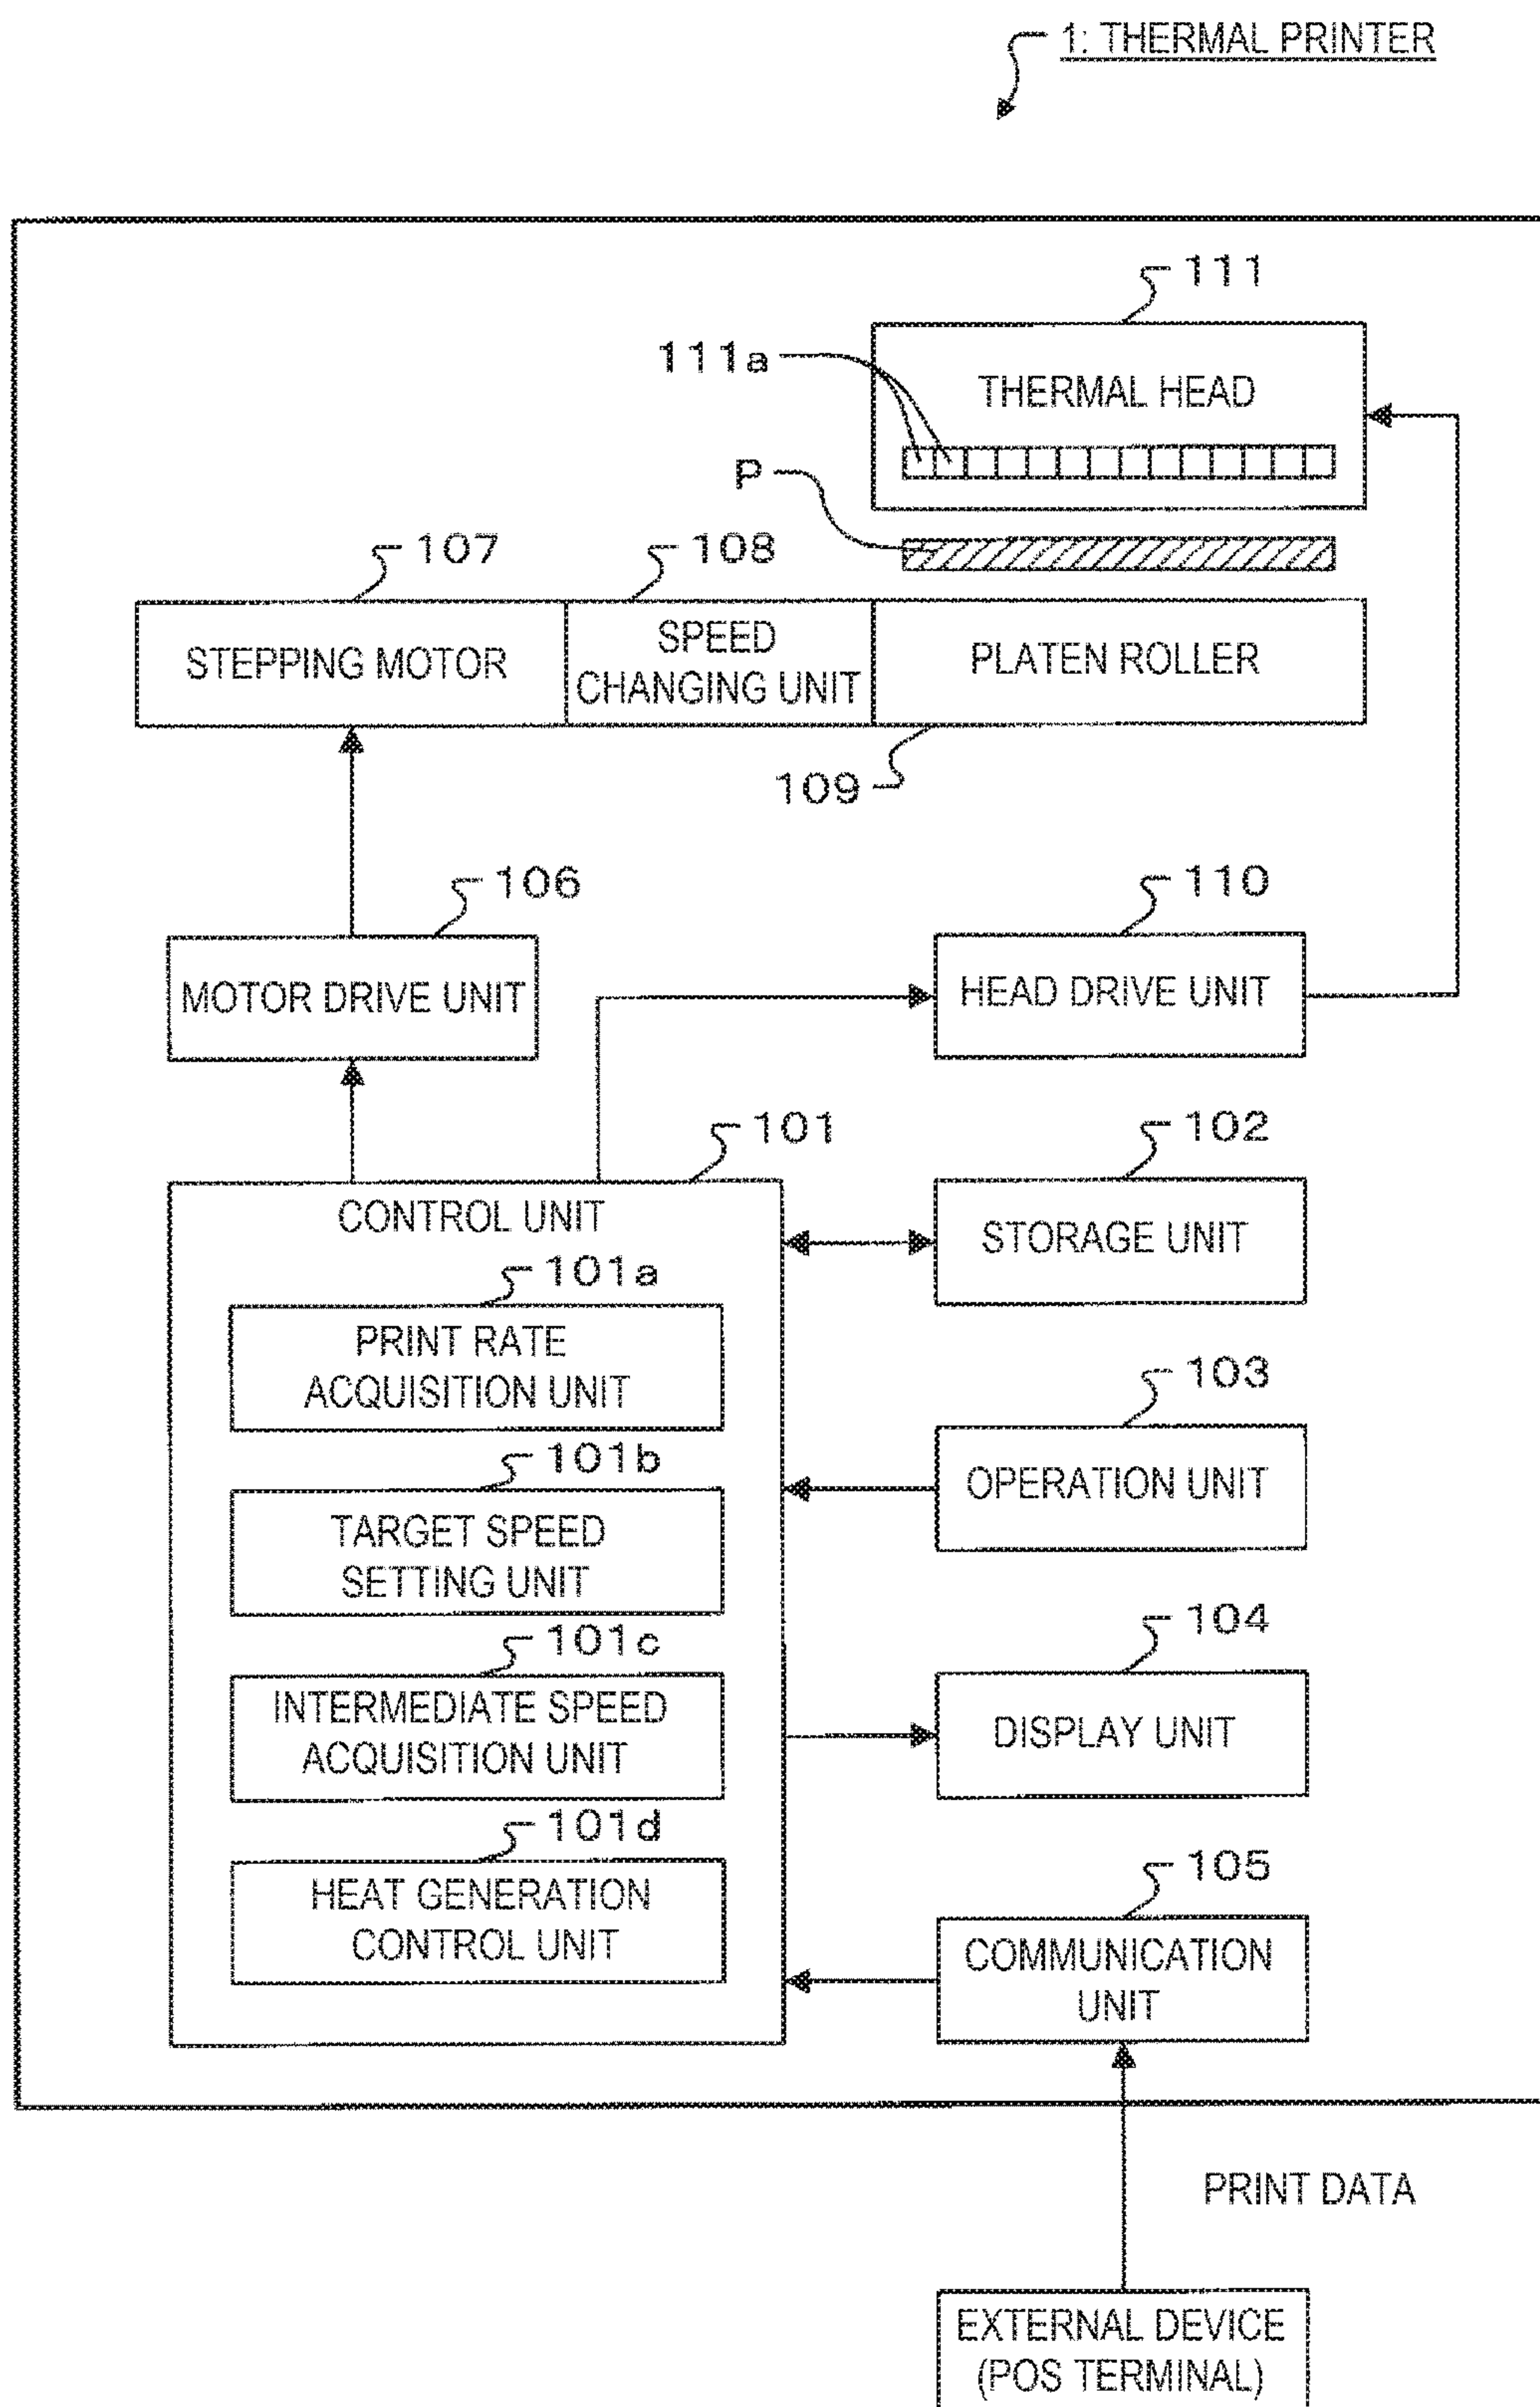 1: THERMAL PRINTER
111
111a
THERMAL HEAD
P
107
108
STEPPING MOTOR
SPEED
CHANGING UNIT
PLATEN ROLLER
109
106
110
MOTOR DRIVE UNIT
HEAD DRIVE UNIT
101
102
CONTROL UNIT
STORAGE UNIT
101a
PRINT RATE
ACQUISITION UNIT
103
OPERATION UNIT
101b
TARGET SPEED
SETTING UNIT
104
DISPLAY UNIT
101c
INTERMEDIATE SPEED
ACQUISITION UNIT
101d
HEAT GENERATION
CONTROL UNIT
105
COMMUNICATION
UNIT
PRINT DATA
EXTERNAL DEVICE
(POS TERMINAL)